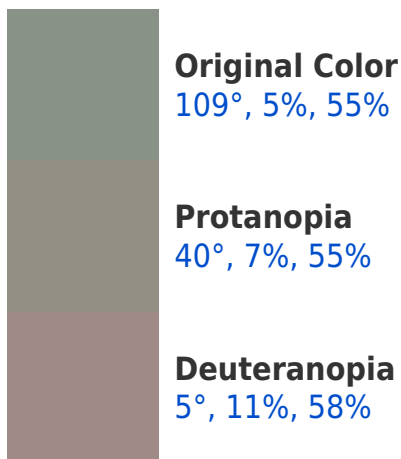 Original Color
109°, 5%, 55%
Protanopia
40°, 7%, 55%
Deuteranopia
5°, 11%, 58%